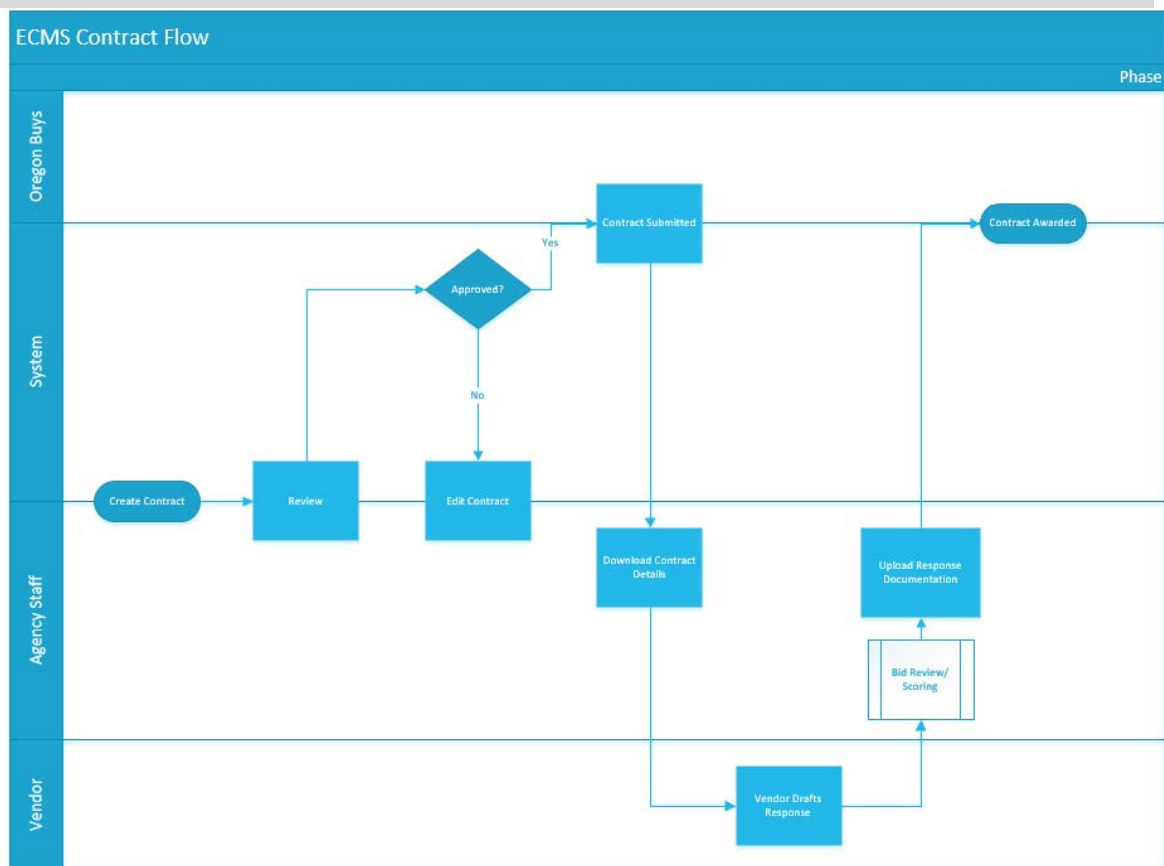 ECMS Contract Flow
Phase
Oregon Buys
Contract Submitted
Contract Awarded
Yes
System
Approved?
No
Create Contract
Review
Edit Contract
Agency Staff
Download Contract
Details
Upload Response
Documentation
Bid Review/
Scoring
Vendor
Vendor Drafts
Response